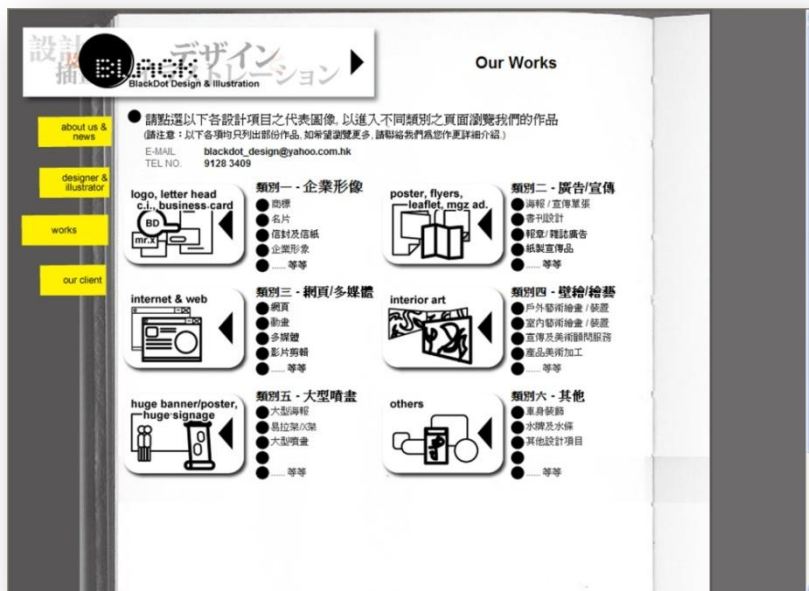 設計
デザイン
插
ストレーション
BLACK
BlackDot Design & Illustration
Our Works
about us &
news
designer &
illustrator
works
our client
請點選以下各設計項目之代表圖像, 以進入不同類別之頁面瀏覽我們的作品
(請注意：以下各項均只列出部份作品, 如希望瀏覽更多, 請聯絡我們爲您作更詳細介紹.)
E-MAIL blackdot_design@yahoo.com.hk
TEL NO. 9128 3409
logo, letter head
c.i., business card
BD
mr.x
類別一 - 企業形像
商標
名片
信封及信紙
企業形象
...... 等等
poster, flyers,
leaflet, mgz ad.
類別二 - 廣告/宣傳
海報 / 宣傳單張
書刊設計
報章 / 雜誌廣告
紙製宣傳品
...... 等等
internet & web
類別三 - 網頁/多媒體
網頁
動畫
多媒體
影片剪輯
...... 等等
interior art
類別四 - 壁繪/繪藝
戶外藝術繪畫 / 裝置
室內藝術繪畫 / 裝置
宣傳及美術顧問服務
產品美術加工
...... 等等
huge banner/poster,
huge signage
類別五 - 大型噴畫
大型海報
易拉架/X架
大型噴畫
...... 等等
others
類別六 - 其他
車身裝飾
水牌及水條
其他設計項目
...... 等等